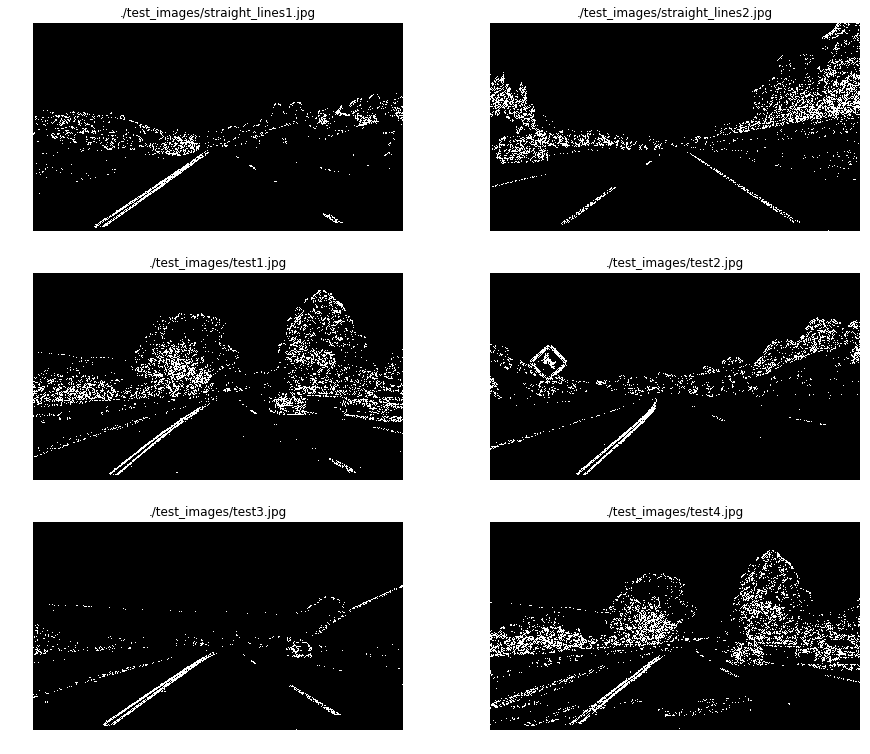 ./test_images/straight_lines1.jpg
./test_images/straight_lines2.jpg
./test_images/test1.jpg
./test_images/test2.jpg
./test_images/test3.jpg
./test_images/test4.jpg